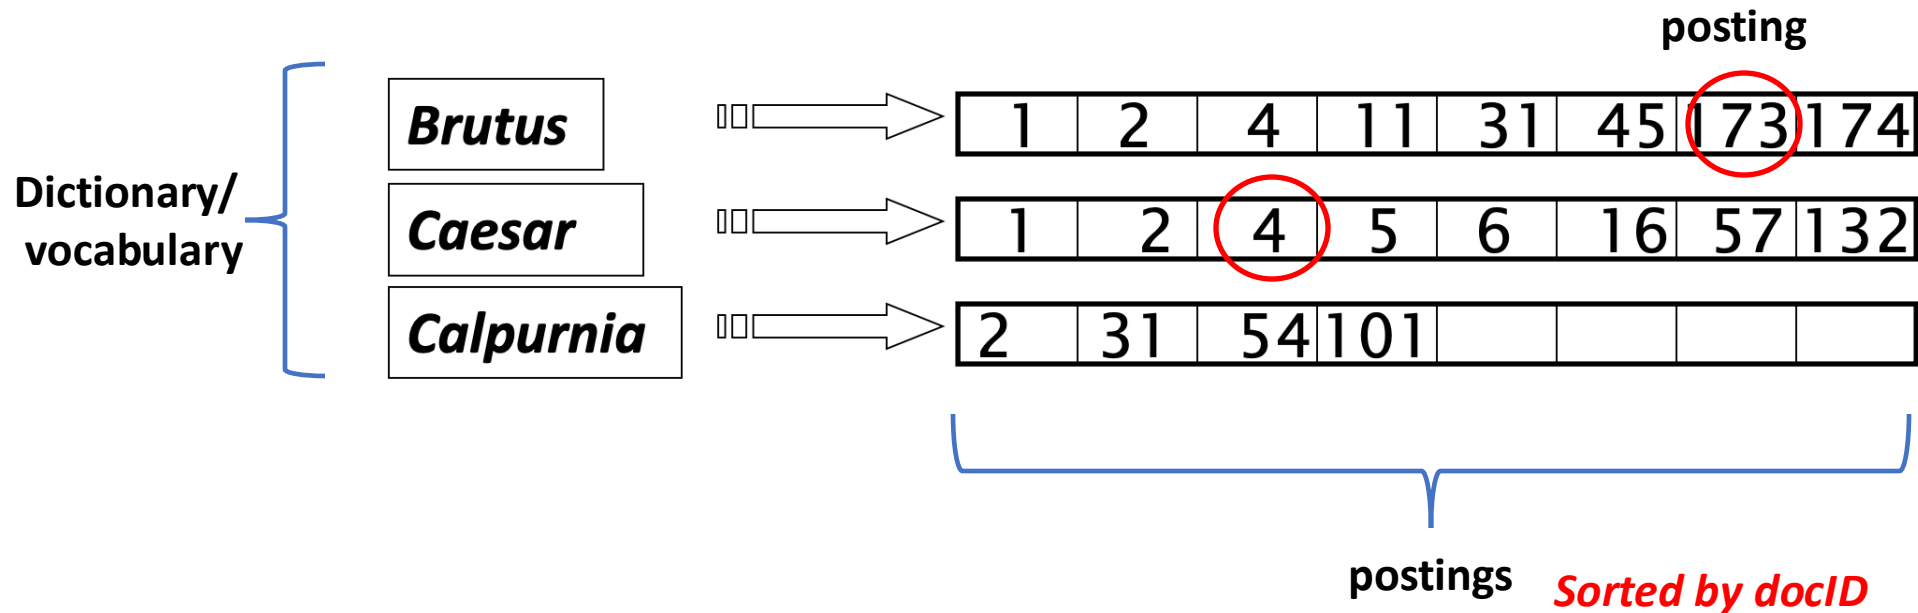 posting
Dictionary/
vocabulary
Brutus 1 2 4 11 31 45 173 174
Caesar 1 2 4 5 6 16 57 132
Calpurnia 2 31 54 101
postings
Sorted by docID